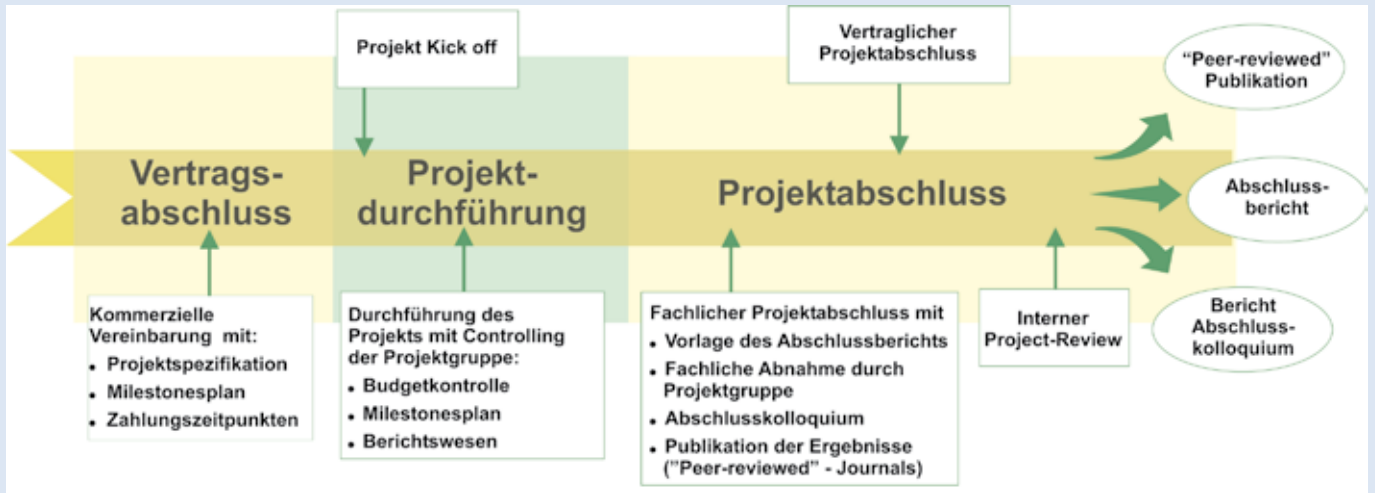 Projekt Kick off
Vertraglicher
Projektabschluss
“Peer-reviewed”
Publikation
Vertrags-
abschluss
Projekt-
durchführung
Projektabschluss
Abschluss-
bericht
Kommerzielle
Vereinbarung mit:
• Projektspezifikation
• Milestonesplan
• Zahlungszeitpunkten
Durchführung des
Projekts mit Controlling
der Projektgruppe:
• Budgetkontrolle
• Milestonesplan
• Berichtswesen
Fachlicher Projektabschluss mit
• Vorlage des Abschlussberichts
• Fachliche Abnahme durch
Projektgruppe
• Abschlusskolloquium
• Publikation der Ergebnisse
(”Peer-reviewed” - Journals)
Interner
Project-Review
Bericht
Abschluss-
kolloquium